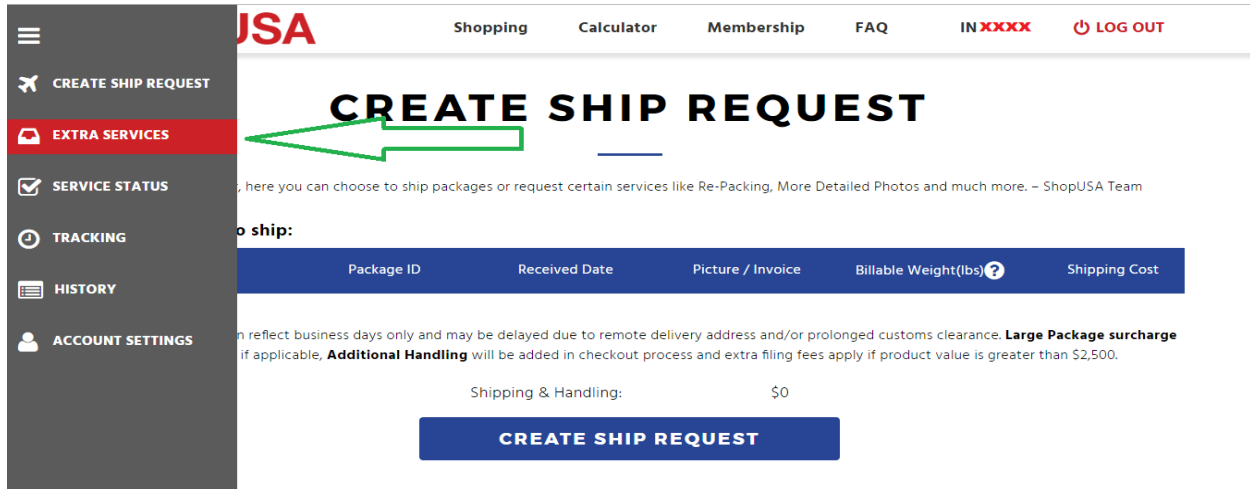 USA
Shopping Calculator Membership FAQ INXXXX LOG OUT
CREATE SHIP REQUEST
EXTRA SERVICES
SERVICE STATUS
TRACKING
HISTORY
ACCOUNT SETTINGS
CREATE SHIP REQUEST
, here you can choose to ship packages or request certain services like Re-Packing, More Detailed Photos and much more. – ShopUSA Team
o ship:
Package ID Received Date Picture / Invoice Billable Weight(lbs) ? Shipping Cost
n reflect business days only and may be delayed due to remote delivery address and/or prolonged customs clearance. Large Package surcharge
if applicable, Additional Handling will be added in checkout process and extra filing fees apply if product value is greater than $2,500.
Shipping & Handling: $0
CREATE SHIP REQUEST